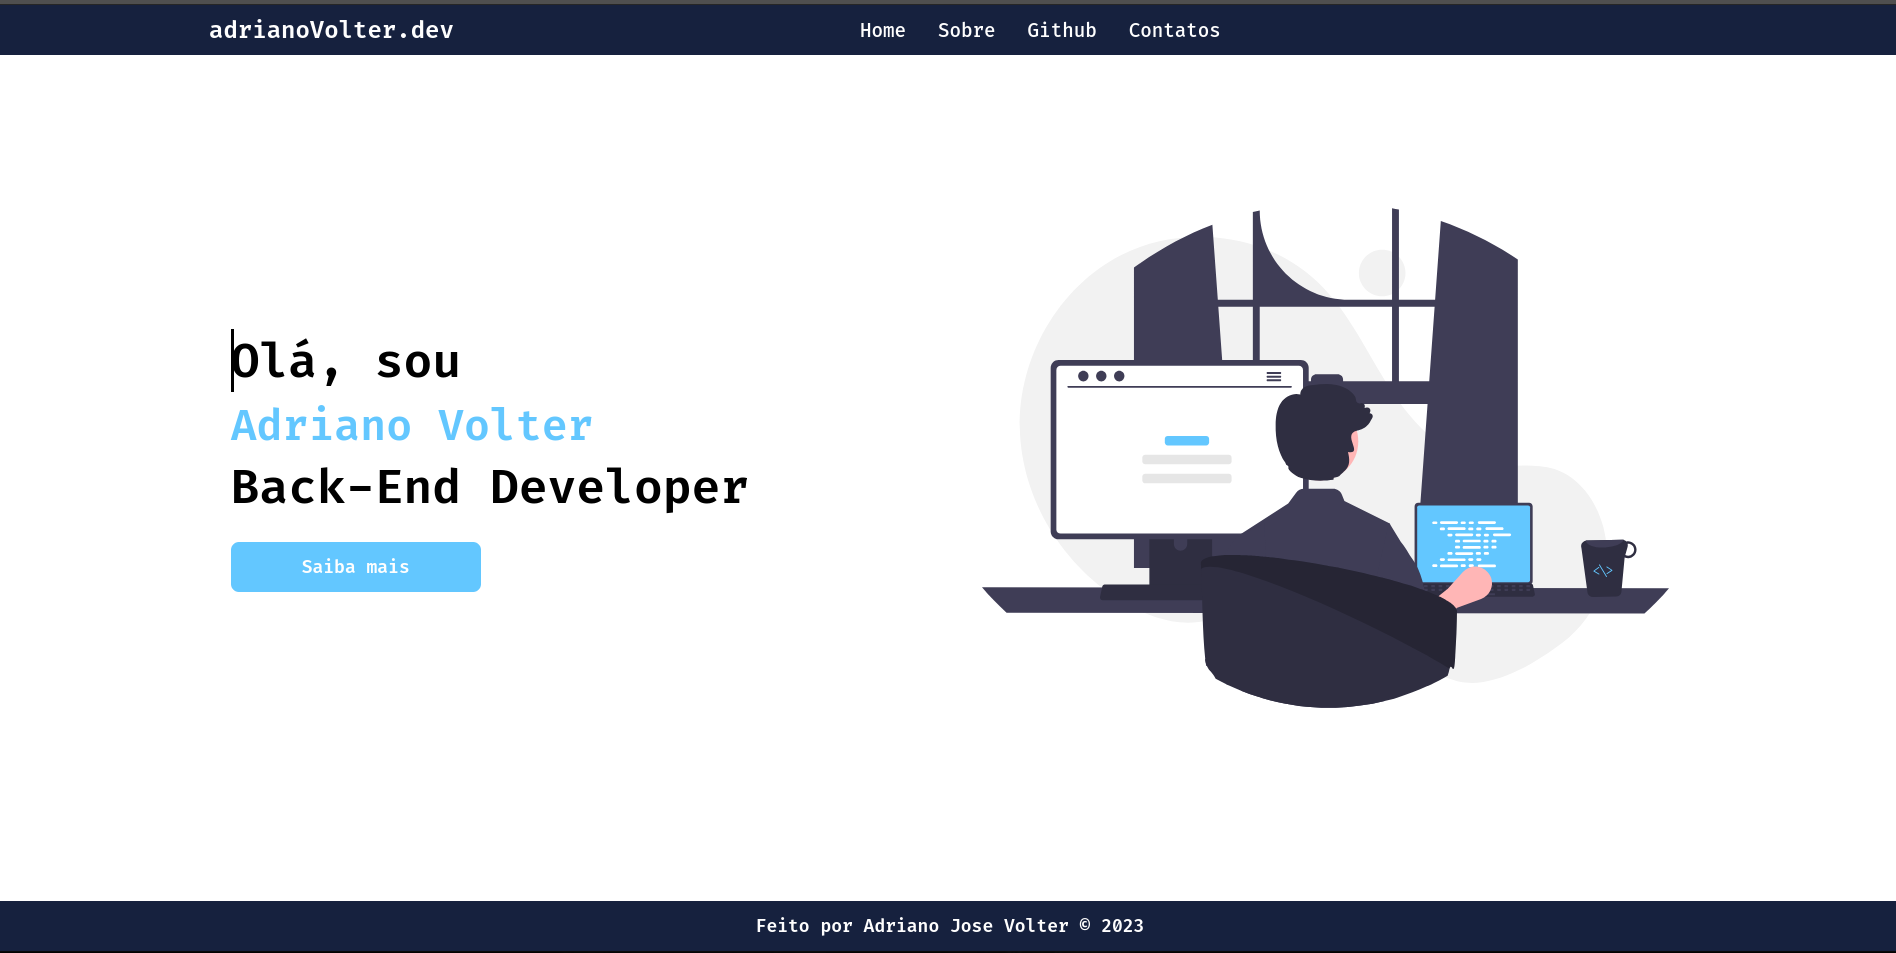 adrianoVolter.dev
Home Sobre Github Contatos
Olá, sou
Adriano Volter
Back-End Developer
Saiba mais
<\>
Feito por Adriano Jose Volter © 2023